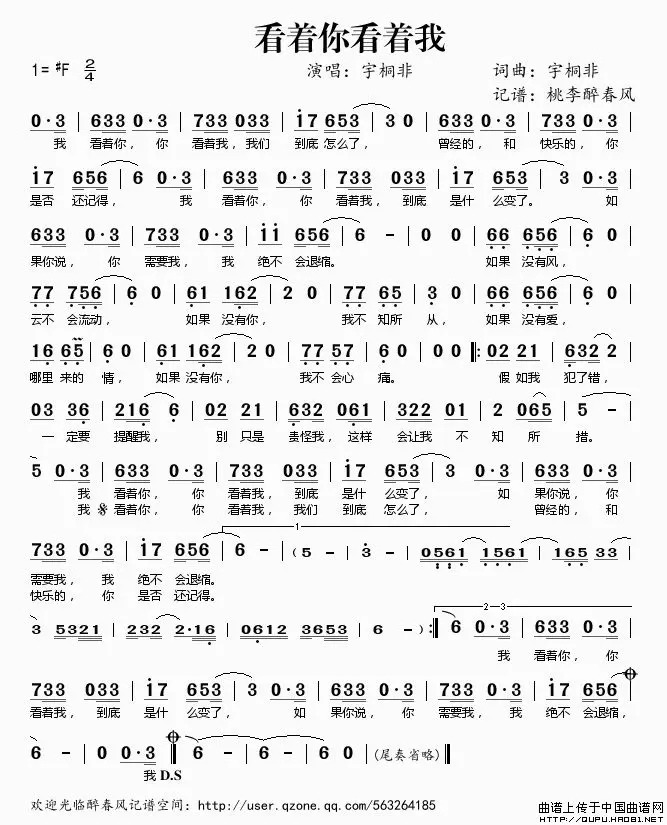 看着你看着我
1=♯F 2/4 演唱：宇桐非 词曲：宇桐非
记谱：桃李醉春风
0·3 | 633 0·3 | 733 033 | i7 653 | 3 0 | 633 0·3 | 733 0·3 |
我 看着你，你 看着我，我们 到底 怎么了， 曾经的，和 快乐的，你
i7 656 | 6 0·3 | 633 0·3 | 733 033 | i7 653 | 3 0·3 |
是否 还记得， 我 看着你，你 看着我，到底 是什 么变了。 如
633 0·3 | 733 0·3 | ii 656 | 6 - | 0 0 | 66 656 | 6 0 |
果你说，你 需要我，我 绝不 会退缩。 如果 没有风，
77 756 | 6 0 | 61 162 | 2 0 | 77 65 | 3 0 | 66 656 | 6 0 |
云不 会流动， 如果 没有你， 我不 知所 从， 如果 没有爱，
16 65 | 6 0 | 61 162 | 2 0 | 77 57 | 6 0 | 0 0 |: 02 21 | 632 2 |
哪里 来的 情， 如果 没有你， 我不 会心 痛。 假如我 犯了错，
03 36 | 216 6 | 02 21 | 632 061 | 322 01 | 2 065 | 5 - |
一 定要 提醒我， 别 只是 责怪我，这样 会让我 不 知 所 措。
5 0·3 | 633 0·3 | 733 033 | i7 653 | 3 0·3 | 633 0·3 |
我 看着你，你 看着我，到底 是什 么变了， 如 果你说，你
我 𝄋 看着你，你 看着我，我们 到底 怎么了， 曾经的，和
1
733 0·3 | i7 656 | 6 - | (5 - | 3 - | 0561 | 1561 | 165 33 |
需要我，我 绝不 会退缩。
快乐的，你 是否 还记得。
2-3
3 5321 | 232 2·16 | 0612 3653 | 6 - ) :| 6 0·3 | 633 0·3 |
我 看着你，你
733 033 | i7 653 | 3 0·3 | 633 0·3 | 733 0·3 | i7 656 |
看着我，到底 是什 么变了， 如 果你说，你 需要我，我 绝不 会退缩，
6 - | 0 0·3 ‖ 6 - | 6 - | 6 0 | (尾奏省略) ‖
我 D.S
欢迎光临醉春风记谱空间：http://user.qzone.qq.com/563264185
曲谱上传于中国曲谱网
HTTP://QUPU.HAO81.NET